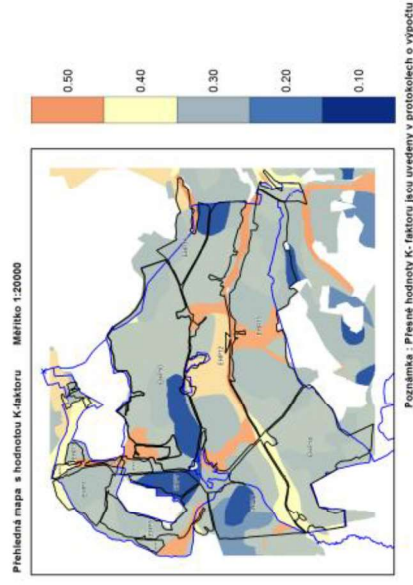 Přehledná mapa s hodnotou K-faktoru Měřítko 1:20000
0.50
0.40
0.30
0.20
0.10
Poznámka : Přesné hodnoty K- faktoru jsou uvedeny v protokolech o výpočtu